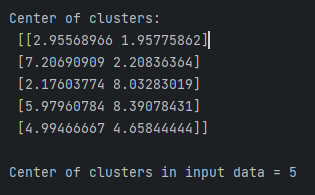 Center of clusters:
[[2.95568966 1.95775862]
[7.20690909 2.20836364]
[2.17603774 8.03283019]
[5.97960784 8.39078431]
[4.99466667 4.65844444]]
Center of clusters in input data = 5